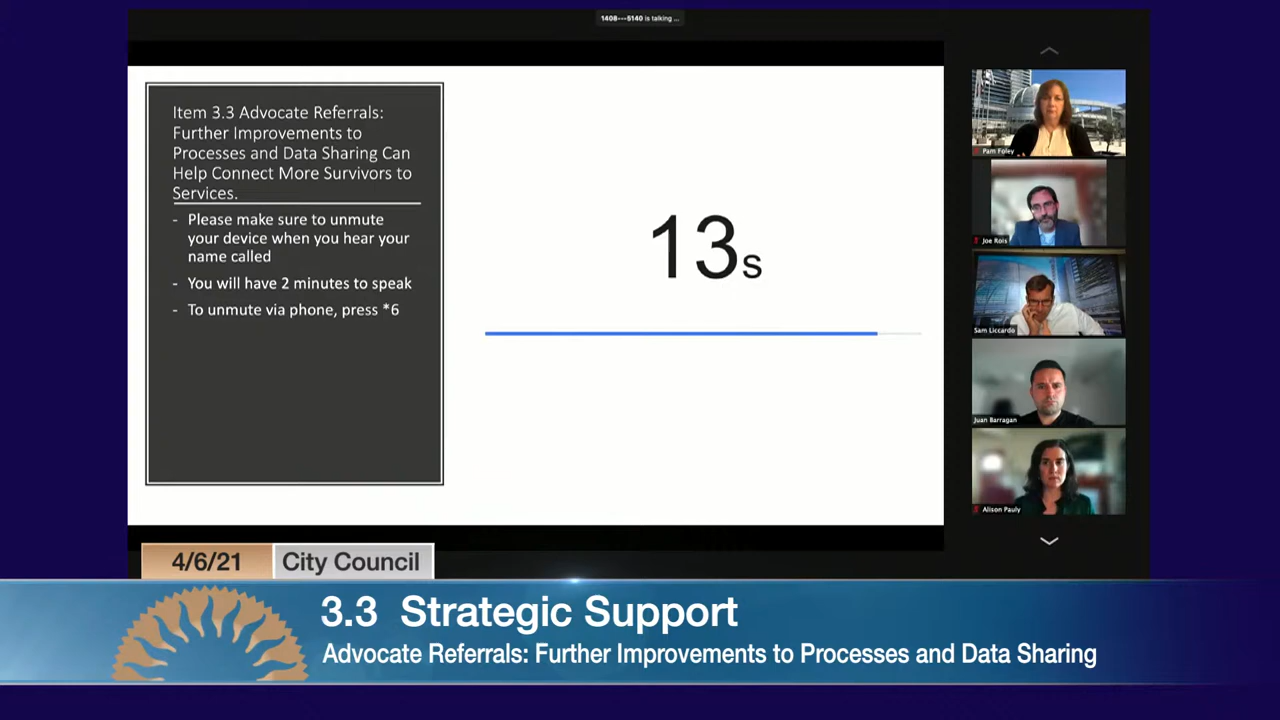 1408---5140 is talking ...
Item 3.3 Advocate Referrals:
Further Improvements to
Processes and Data Sharing Can
Help Connect More Survivors to
Services.
- Please make sure to unmute
your device when you hear your
name called
- You will have 2 minutes to speak
- To unmute via phone, press *6
13s
Pam Foley
Joe Rois
Sam Liccardo
Juan Barragan
Alison Pauly
4/6/21 City Council
3.3 Strategic Support
Advocate Referrals: Further Improvements to Processes and Data Sharing